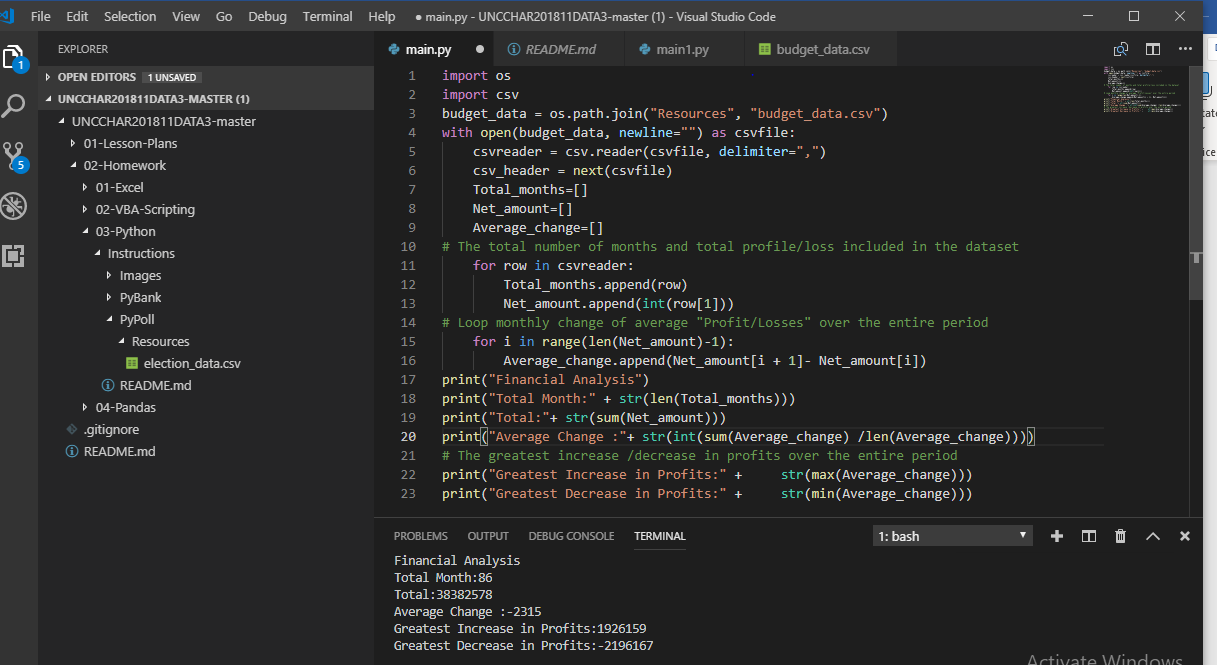 File Edit Selection View Go Debug Terminal Help ● main.py - UNCCHAR201811DATA3-master (1) - Visual Studio Code
EXPLORER
OPEN EDITORS 1 UNSAVED
UNCCHAR201811DATA3-MASTER (1)
UNCCHAR201811DATA3-master
01-Lesson-Plans
02-Homework
01-Excel
02-VBA-Scripting
03-Python
Instructions
Images
PyBank
PyPoll
Resources
election_data.csv
README.md
04-Pandas
.gitignore
README.md
1
5
main.py ● README.md main1.py budget_data.csv
1 import os
2 import csv
3 budget_data = os.path.join("Resources", "budget_data.csv")
4 with open(budget_data, newline="") as csvfile:
5 csvreader = csv.reader(csvfile, delimiter=",")
6 csv_header = next(csvfile)
7 Total_months=[]
8 Net_amount=[]
9 Average_change=[]
10 # The total number of months and total profile/loss included in the dataset
11 for row in csvreader:
12 Total_months.append(row)
13 Net_amount.append(int(row[1]))
14 # Loop monthly change of average "Profit/Losses" over the entire period
15 for i in range(len(Net_amount)-1):
16 Average_change.append(Net_amount[i + 1]- Net_amount[i])
17 print("Financial Analysis")
18 print("Total Month:" + str(len(Total_months)))
19 print("Total:"+ str(sum(Net_amount)))
20 print("Average Change :"+ str(int(sum(Average_change) /len(Average_change))))
21 # The greatest increase /decrease in profits over the entire period
22 print("Greatest Increase in Profits:" +     str(max(Average_change)))
23 print("Greatest Decrease in Profits:" +     str(min(Average_change)))
PROBLEMS OUTPUT DEBUG CONSOLE TERMINAL 1: bash
Financial Analysis
Total Month:86
Total:38382578
Average Change :-2315
Greatest Increase in Profits:1926159
Greatest Decrease in Profits:-2196167
Activate Windows